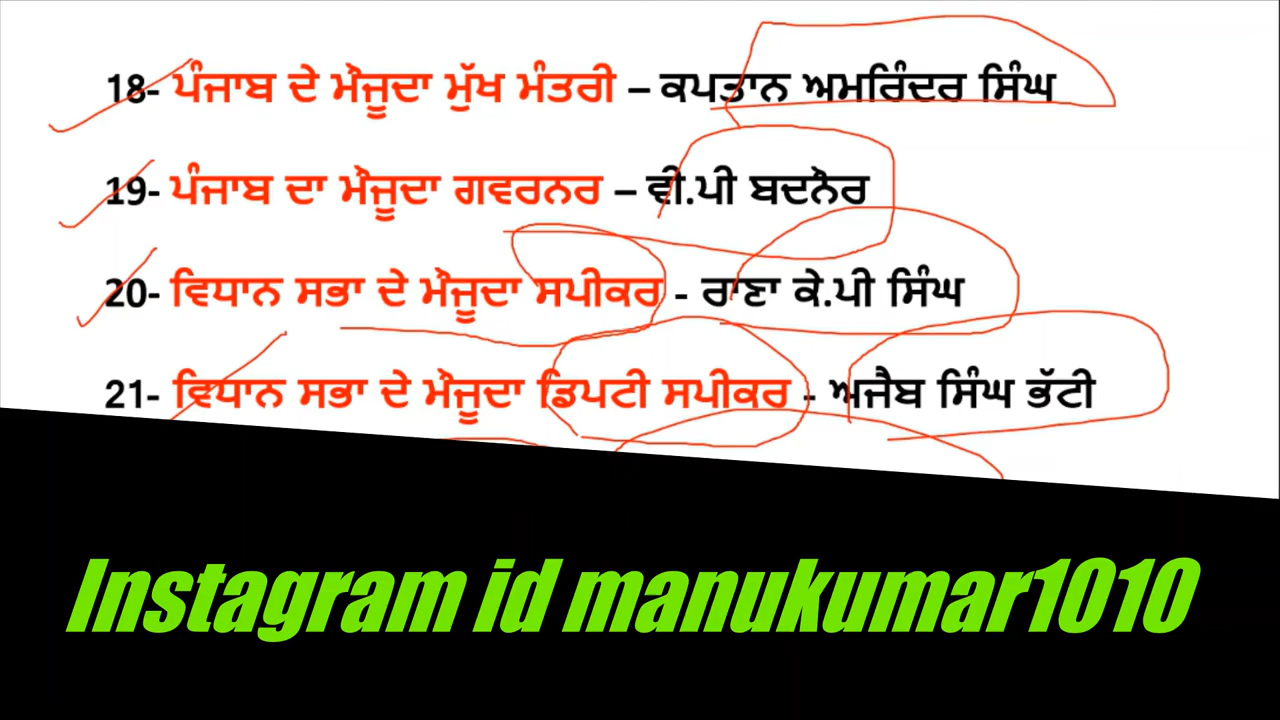 18- ਪੰਜਾਬ ਦੇ ਮੌਜੂਦਾ ਮੁੱਖ ਮੰਤਰੀ – ਕਪਤਾਨ ਅਮਰਿੰਦਰ ਸਿੰਘ
19- ਪੰਜਾਬ ਦਾ ਮੌਜੂਦਾ ਗਵਰਨਰ – ਵੀ.ਪੀ ਬਦਨੋਰ
20- ਵਿਧਾਨ ਸਭਾ ਦੇ ਮੌਜੂਦਾ ਸਪੀਕਰ - ਰਾਣਾ ਕੇ.ਪੀ ਸਿੰਘ
21- ਵਿਧਾਨ ਸਭਾ ਦੇ ਮੌਜੂਦਾ ਡਿਪਟੀ ਸਪੀਕਰ - ਅਜੈਬ ਸਿੰਘ ਭੱਟੀ
Instagram id manukumar1010